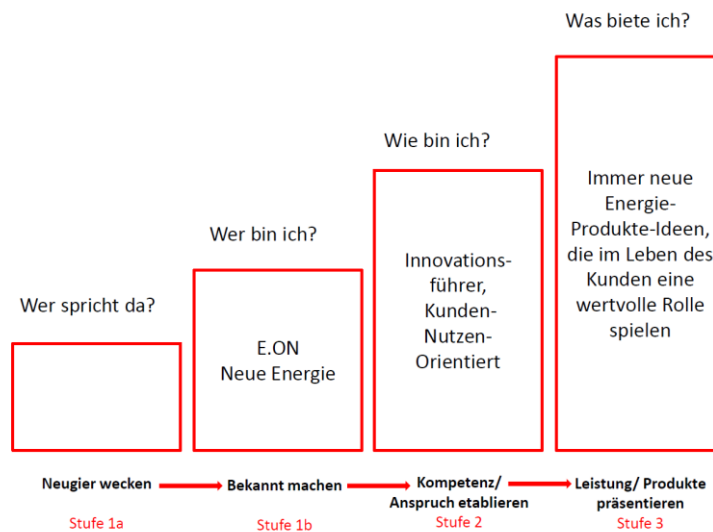 Was biete ich?
Wie bin ich?
Wer bin ich?
Wer spricht da?
E.ON
Neue Energie
Innovations-
führer,
Kunden-
Nutzen-
Orientiert
Immer neue
Energie-
Produkte-Ideen,
die im Leben des
Kunden eine
wertvolle Rolle
spielen
Neugier wecken
Bekannt machen
Kompetenz/
Anspruch etablieren
Leistung/ Produkte
präsentieren
Stufe 1a
Stufe 1b
Stufe 2
Stufe 3